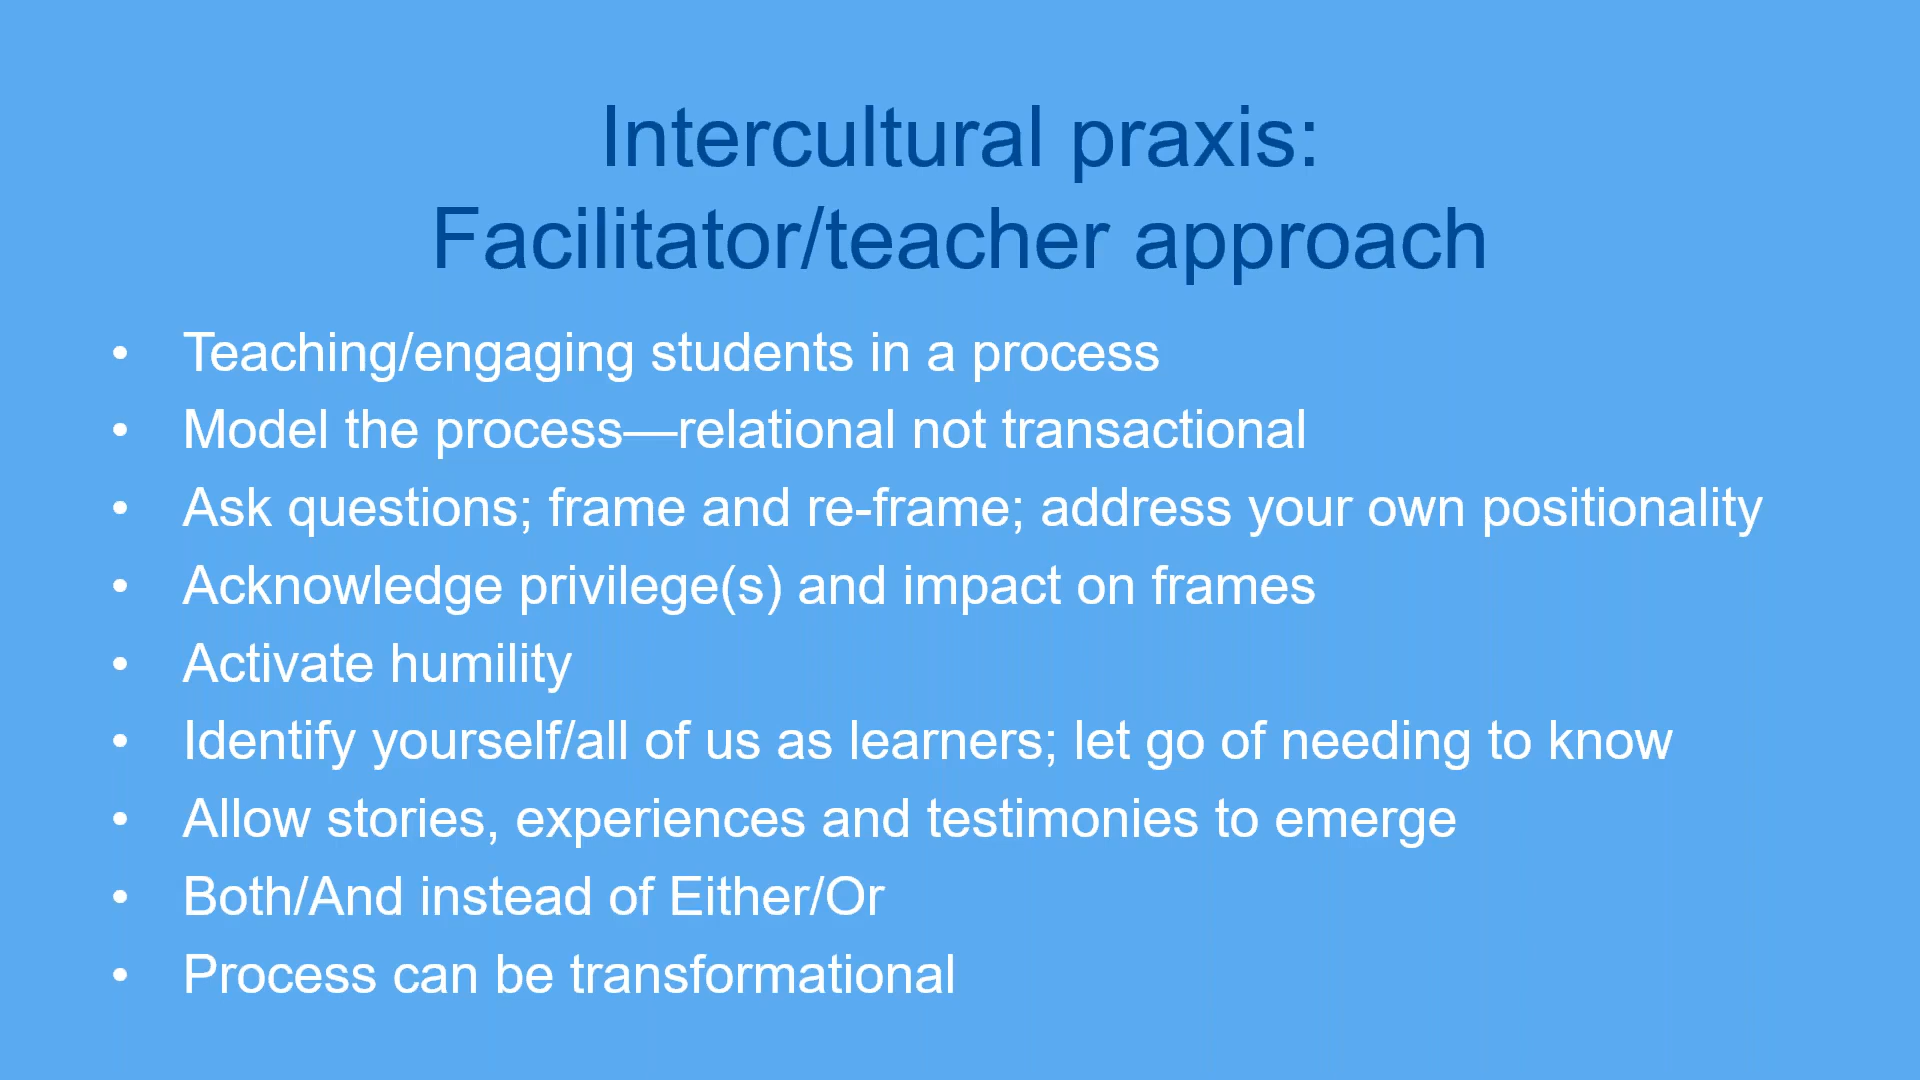 Intercultural praxis:
Facilitator/teacher approach
• Teaching/engaging students in a process
• Model the process—relational not transactional
• Ask questions; frame and re-frame; address your own positionality
• Acknowledge privilege(s) and impact on frames
• Activate humility
• Identify yourself/all of us as learners; let go of needing to know
• Allow stories, experiences and testimonies to emerge
• Both/And instead of Either/Or
• Process can be transformational